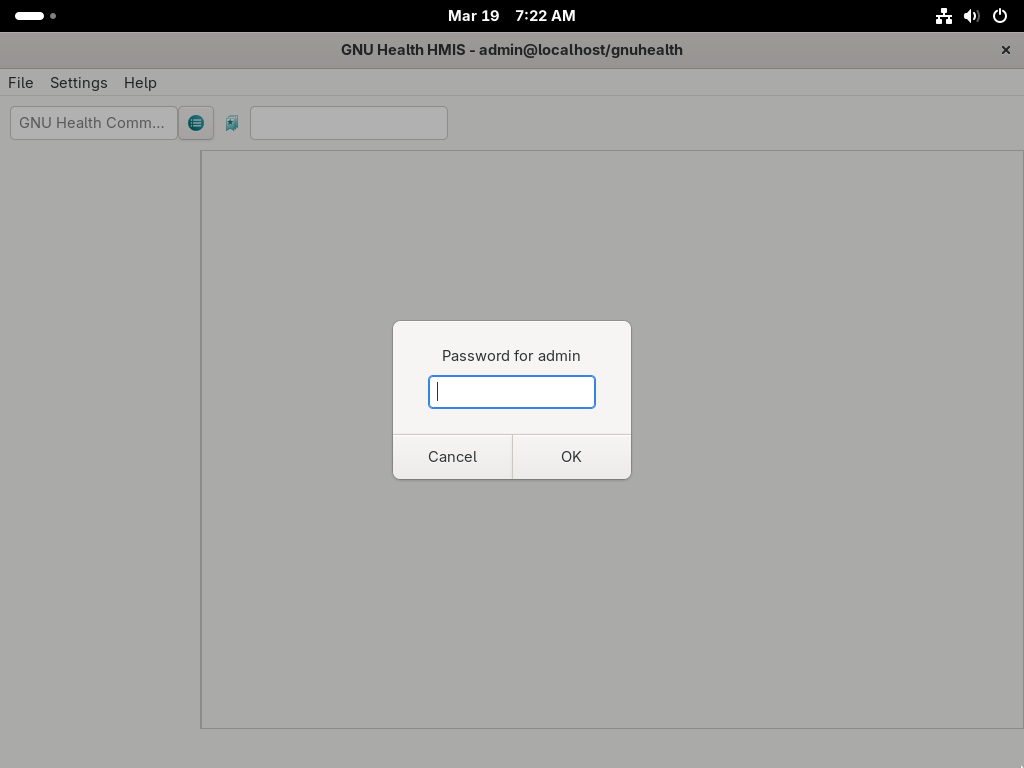 Mar 19 7:22 AM
GNU Health HMIS - admin@localhost/gnuhealth
File Settings Help
GNU Health Comm...
Password for admin
Cancel OK